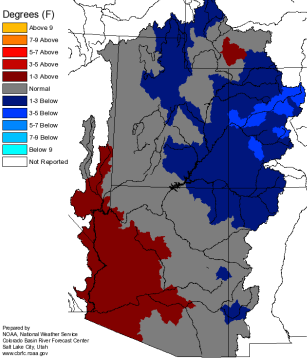 Degrees (F)
Above 9
7-9 Above
5-7 Above
3-5 Above
1-3 Above
Normal
1-3 Below
3-5 Below
5-7 Below
7-9 Below
Below 9
Not Reported
Prepared by
NOAA, National Weather Service
Colorado Basin River Forecast Center
Salt Lake City, Utah
www.cbrfc.noaa.gov